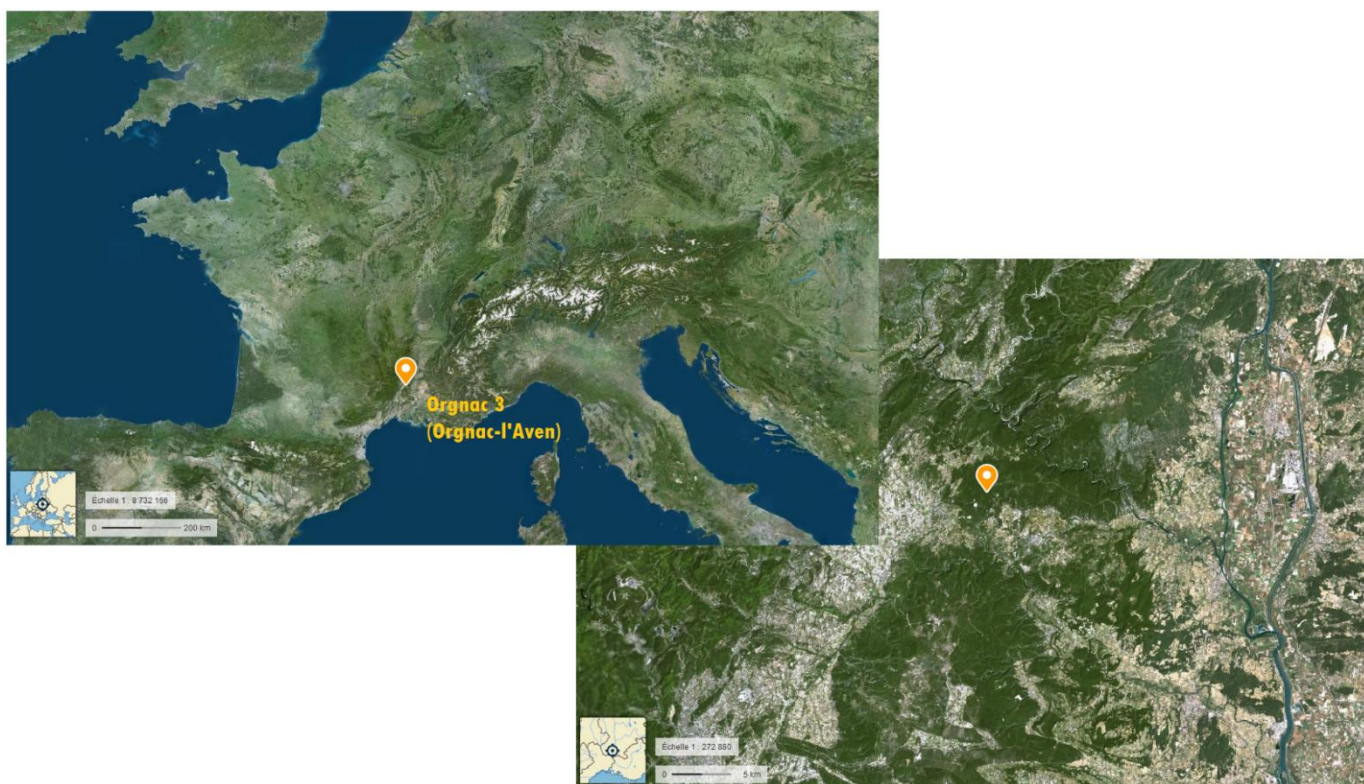 Orgnac 3
(Orgnac-l'Aven)
Échelle 1 : 8 732 166
0 200 km
Échelle 1 : 272 880
0 5 km